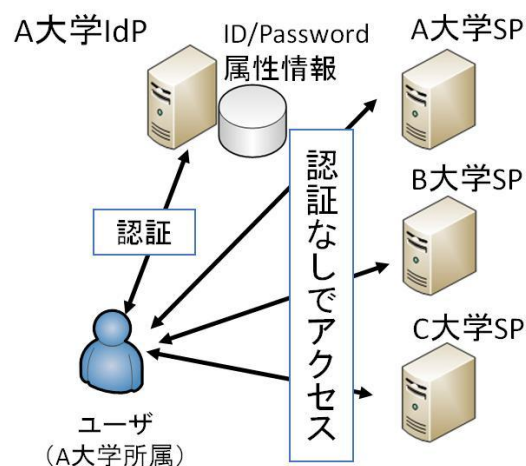 A大学IdP
ID/Password
属性情報
A大学SP
B大学SP
C大学SP
認証
認証なしでアクセス
ユーザ
（A大学所属）